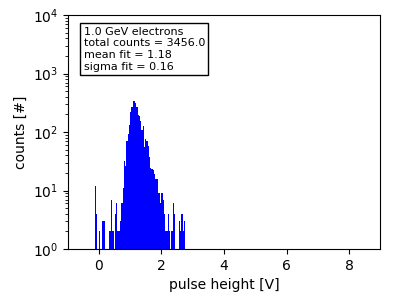 1.0 GeV electrons
total counts = 3456.0
mean fit = 1.18
sigma fit = 0.16
counts [#]
10⁴
10³
10²
10¹
10⁰
0 2 4 6 8
pulse height [V]